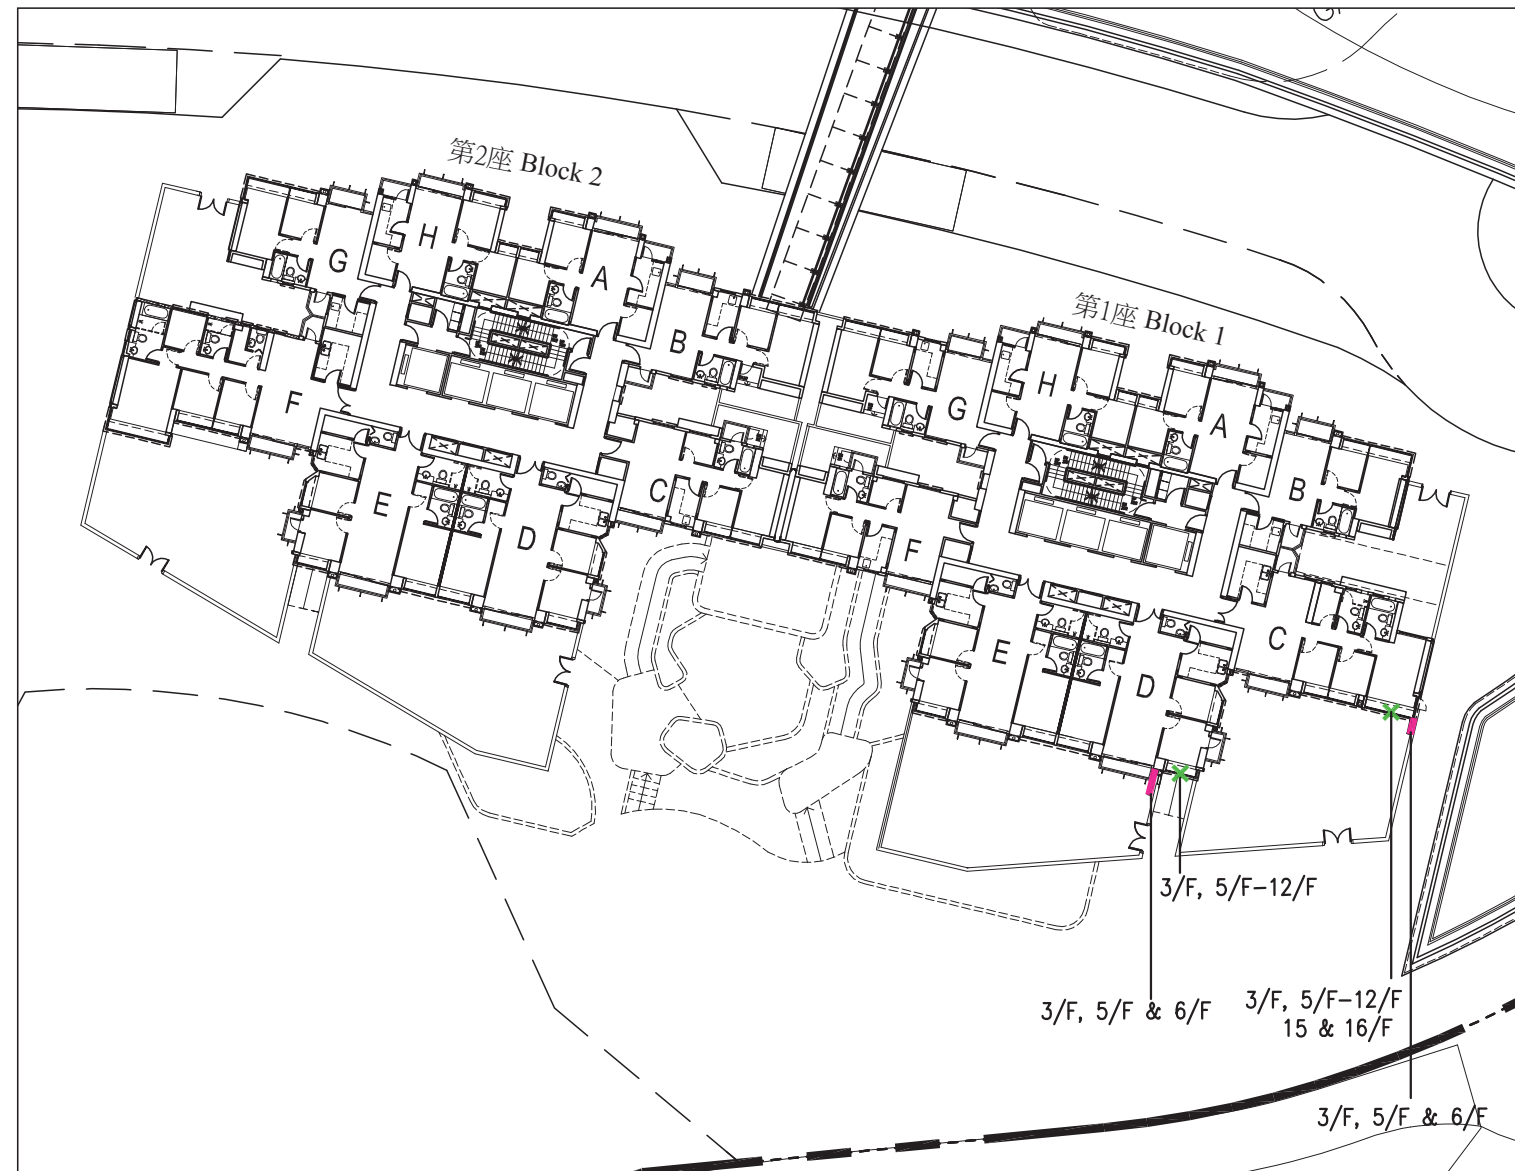 第2座 Block 2
H
G
A
B
F
E
D
C
第1座 Block 1
H
G
A
B
F
E
D
C
3/F, 5/F-12/F
3/F, 5/F & 6/F
3/F, 5/F-12/F
15 & 16/F
3/F, 5/F & 6/F